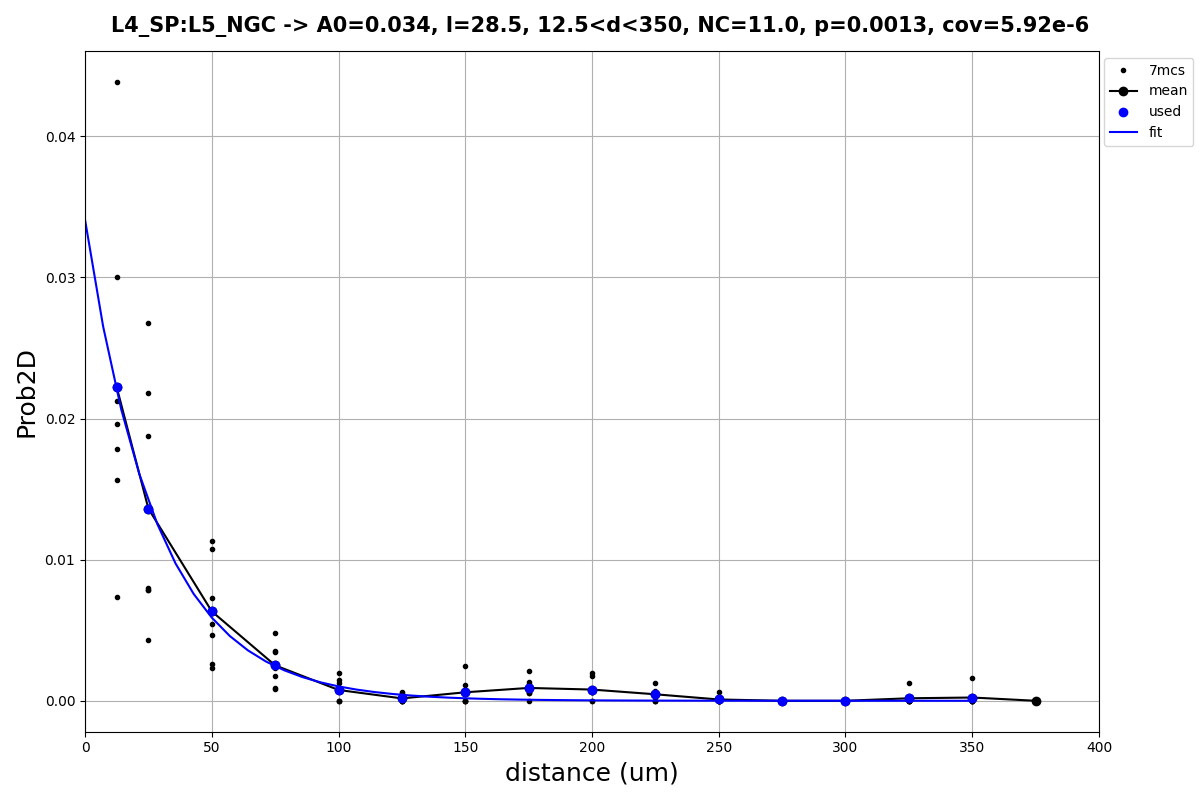 L4_SP:L5_NGC -> A0=0.034, l=28.5, 12.5<d<350, NC=11.0, p=0.0013, cov=5.92e-6
7mcs
mean
used
fit
Prob2D
0.04
0.03
0.02
0.01
0.00
0 50 100 150 200 250 300 350 400
distance (um)